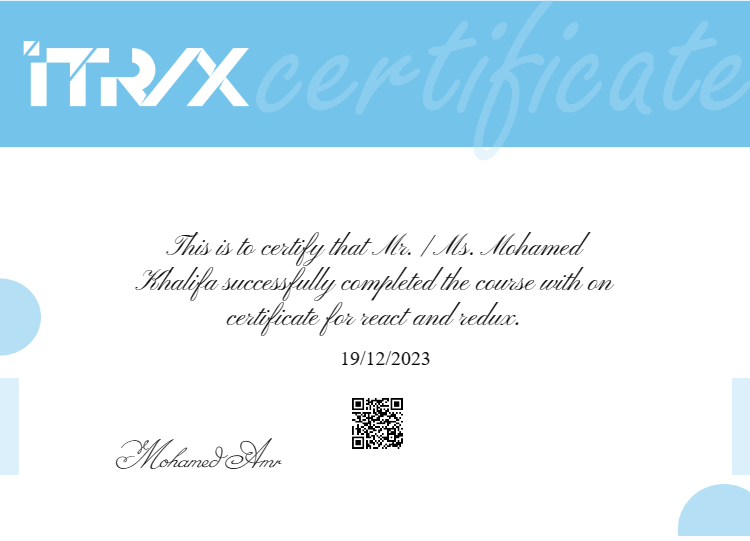 iTRIX
certificate
This is to certify that Mr. / Ms. Mohamed
Khalifa successfully completed the course with on
certificate for react and redux.
19/12/2023
Mohamed Amr